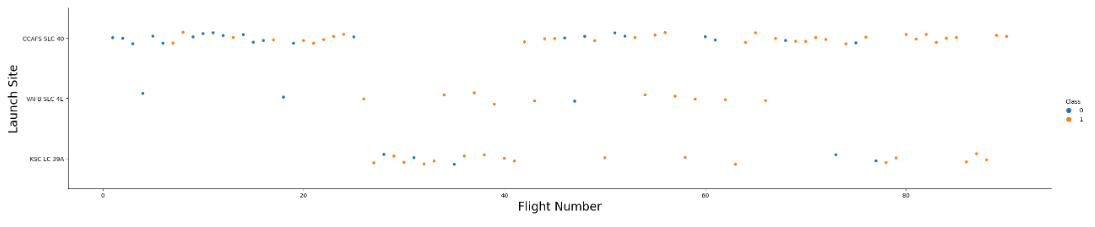 Launch Site
CCAFS SLC 40
VAFB SLC 4E
KSC LC 39A
0
20
40
60
80
Flight Number
Class
0
1